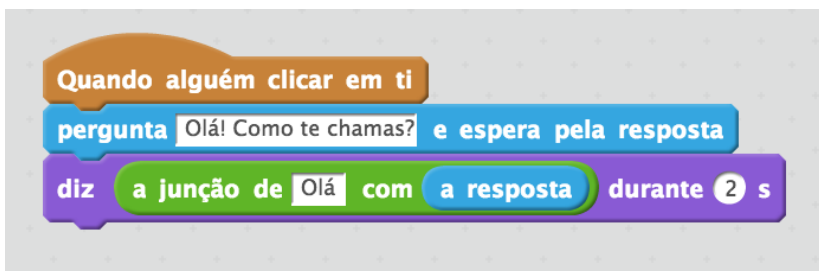 Quando alguém clicar em ti
pergunta Olá! Como te chamas? e espera pela resposta
diz a junção de Olá com a resposta durante 2 s